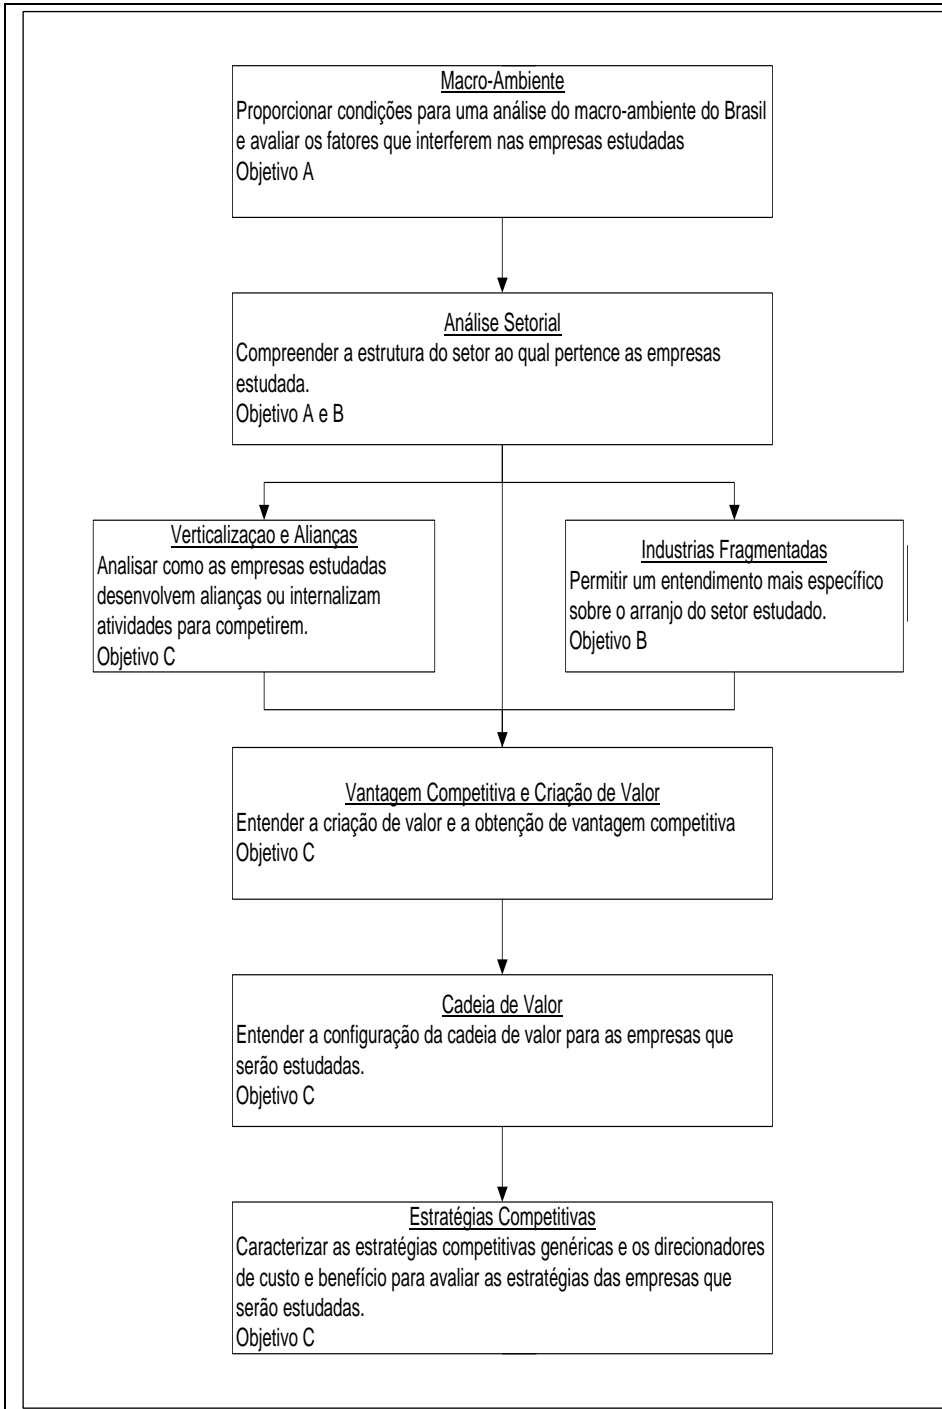 Macro-Ambiente
Proporcionar condições para uma análise do macro-ambiente do Brasil
e avaliar os fatores que interferem nas empresas estudadas
Objetivo A
Análise Setorial
Compreender a estrutura do setor ao qual pertence as empresas
estudada.
Objetivo A e B
Verticalizaçao e Alianças
Analisar como as empresas estudadas
desenvolvem alianças ou internalizam
atividades para competirem.
Objetivo C
Industrias Fragmentadas
Permitir um entendimento mais específico
sobre o arranjo do setor estudado.
Objetivo B
Vantagem Competitiva e Criação de Valor
Entender a criação de valor e a obtenção de vantagem competitiva
Objetivo C
Cadeia de Valor
Entender a configuração da cadeia de valor para as empresas que
serão estudadas.
Objetivo C
Estratégias Competitivas
Caracterizar as estratégias competitivas genéricas e os direcionadores
de custo e benefício para avaliar as estratégias das empresas que
serão estudadas.
Objetivo C